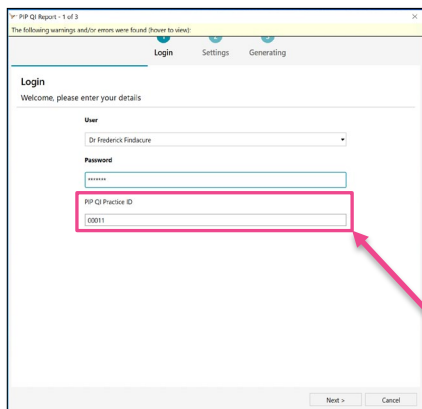 PIP QI Report - 1 of 3
The following warnings and/or errors were found (hover to view):
Login Settings Generating
Login
Welcome, please enter your details
User
Dr Frederick Findacure
Password
*******
PIP QI Practice ID
00011
Next > Cancel